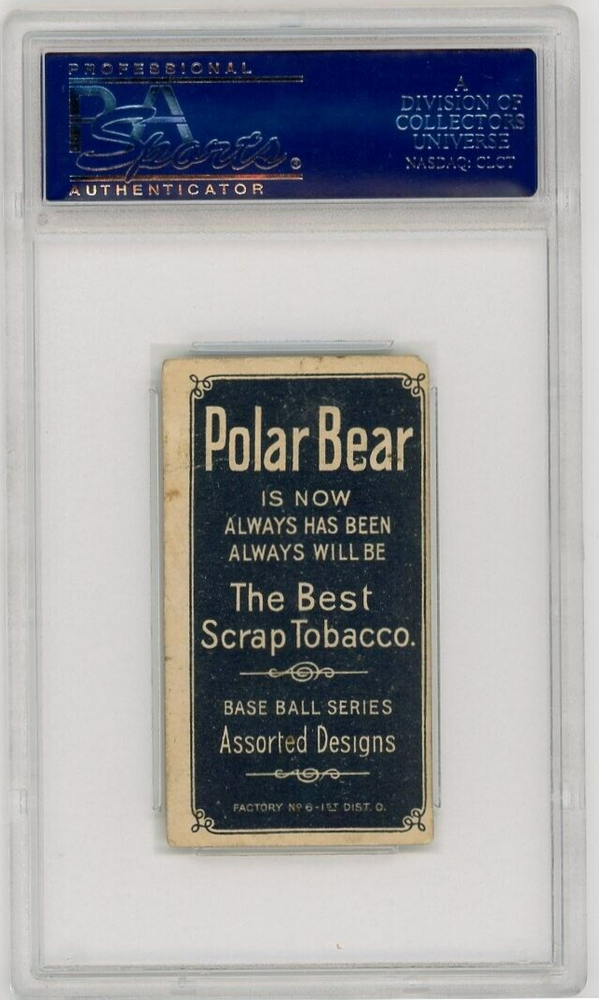 PROFESSIONAL
PSA
Sports®
AUTHENTICATOR
A
DIVISION OF
COLLECTORS
UNIVERSE
NASDAQ: CLCT
Polar Bear
IS NOW
ALWAYS HAS BEEN
ALWAYS WILL BE
The Best
Scrap Tobacco.
BASE BALL SERIES
Assorted Designs
FACTORY Nº 6-1ST DIST. O.